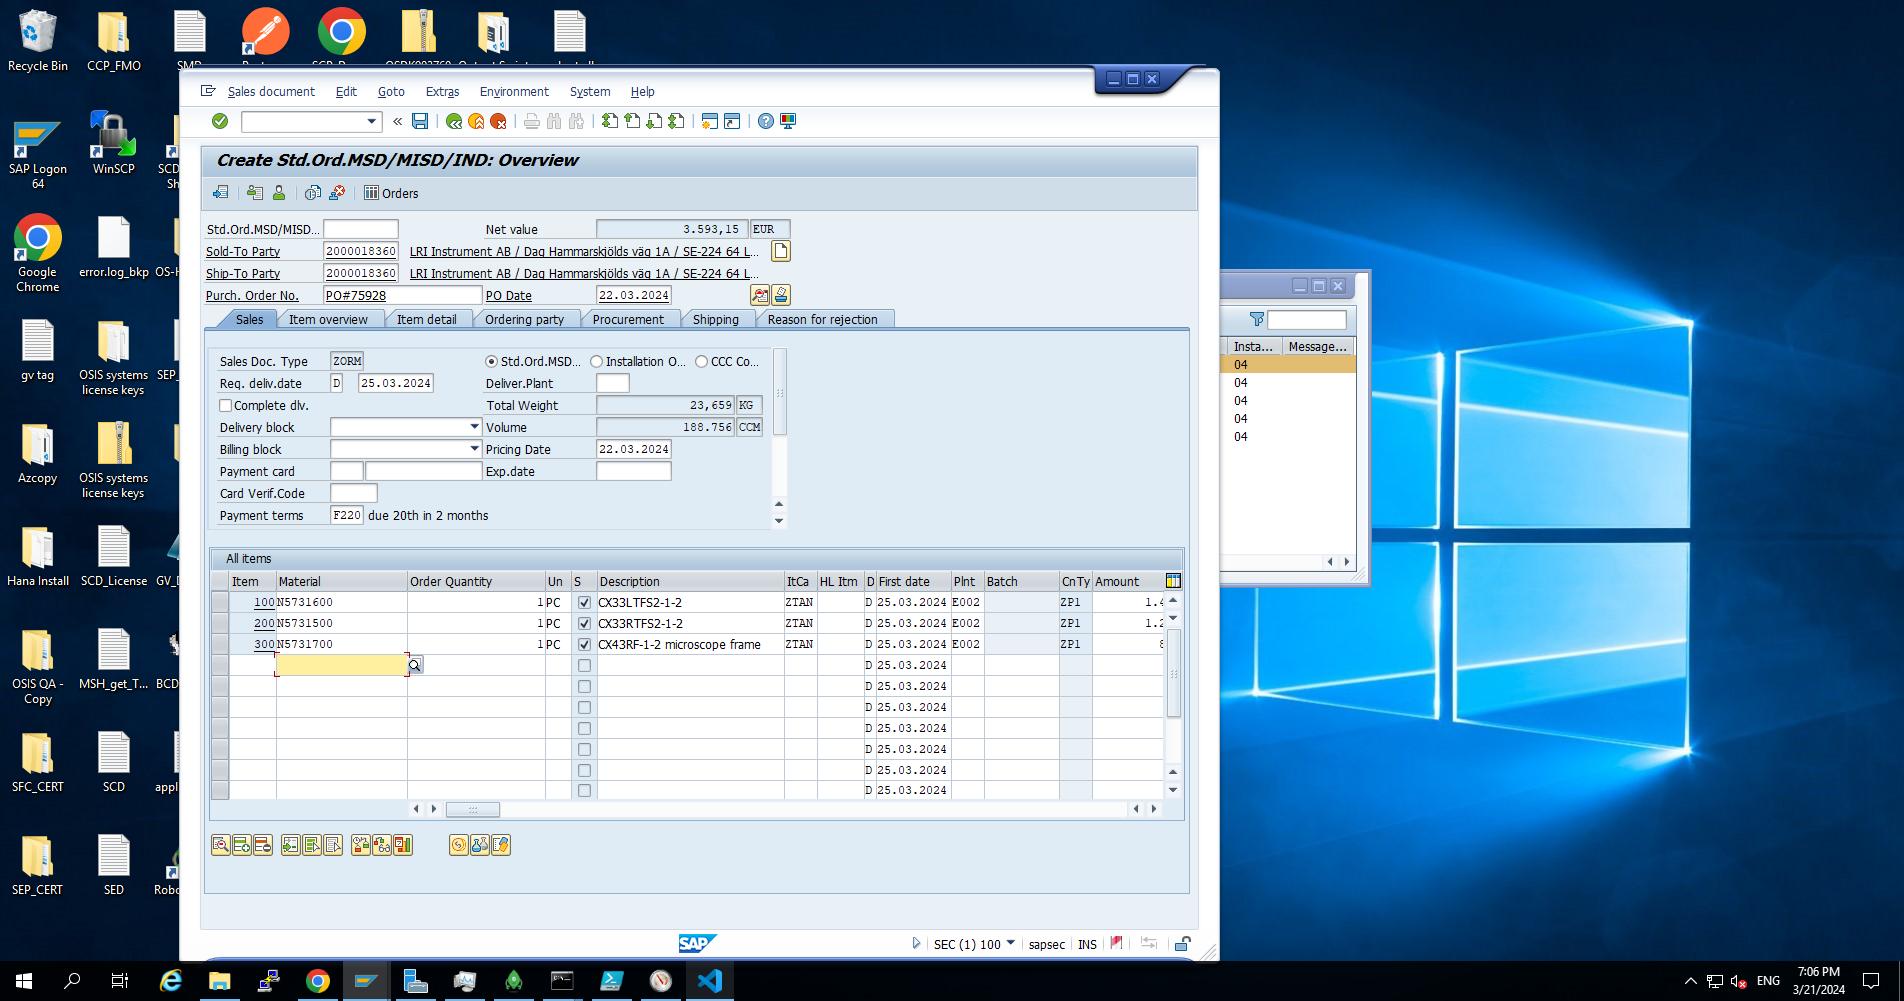 Recycle Bin
CCP_FMO
Sales document Edit Goto Extras Environment System Help
Create Std.Ord.MSD/MISD/IND: Overview
Orders
Std.Ord.MSD/MISD... Net value 3.593,15 EUR
Sold-To Party 2000018360 LRI Instrument AB / Dag Hammarskjölds väg 1A / SE-224 64 L...
Ship-To Party 2000018360 LRI Instrument AB / Dag Hammarskjölds väg 1A / SE-224 64 L...
Purch. Order No. PO#75928 PO Date 22.03.2024
Sales Item overview Item detail Ordering party Procurement Shipping Reason for rejection
Sales Doc. Type ZORM Std.Ord.MSD... Installation O... CCC Co...
Req. deliv.date D 25.03.2024 Deliver.Plant
Complete dlv. Total Weight 23,659 KG
Delivery block Volume 188.756 CCM
Billing block Pricing Date 22.03.2024
Payment card Exp.date
Card Verif.Code
Payment terms F220 due 20th in 2 months
All items
Item Material Order Quantity Un S Description ItCa HL Itm D First date Plnt Batch CnTy Amount
100 N5731600 1 PC CX33LTFS2-1-2 ZTAN D 25.03.2024 E002 ZP1 1.4
200 N5731500 1 PC CX33RTFS2-1-2 ZTAN D 25.03.2024 E002 ZP1 1.2
300 N5731700 1 PC CX43RF-1-2 microscope frame ZTAN D 25.03.2024 E002 ZP1 8
D 25.03.2024
D 25.03.2024
D 25.03.2024
D 25.03.2024
D 25.03.2024
D 25.03.2024
D 25.03.2024
SAP SEC (1) 100 sapsec INS
Insta... Message...
04
04
04
04
04
SAP Logon
64
WinSCP
Google
Chrome
error.log_bkp
gv tag
OSIS systems
license keys
Azcopy
OSIS systems
license keys
Hana Install
SCD_License
OSIS QA -
Copy
MSH_get_T...
SFC_CERT
SCD
SEP_CERT
SED
ENG
7:06 PM
3/21/2024